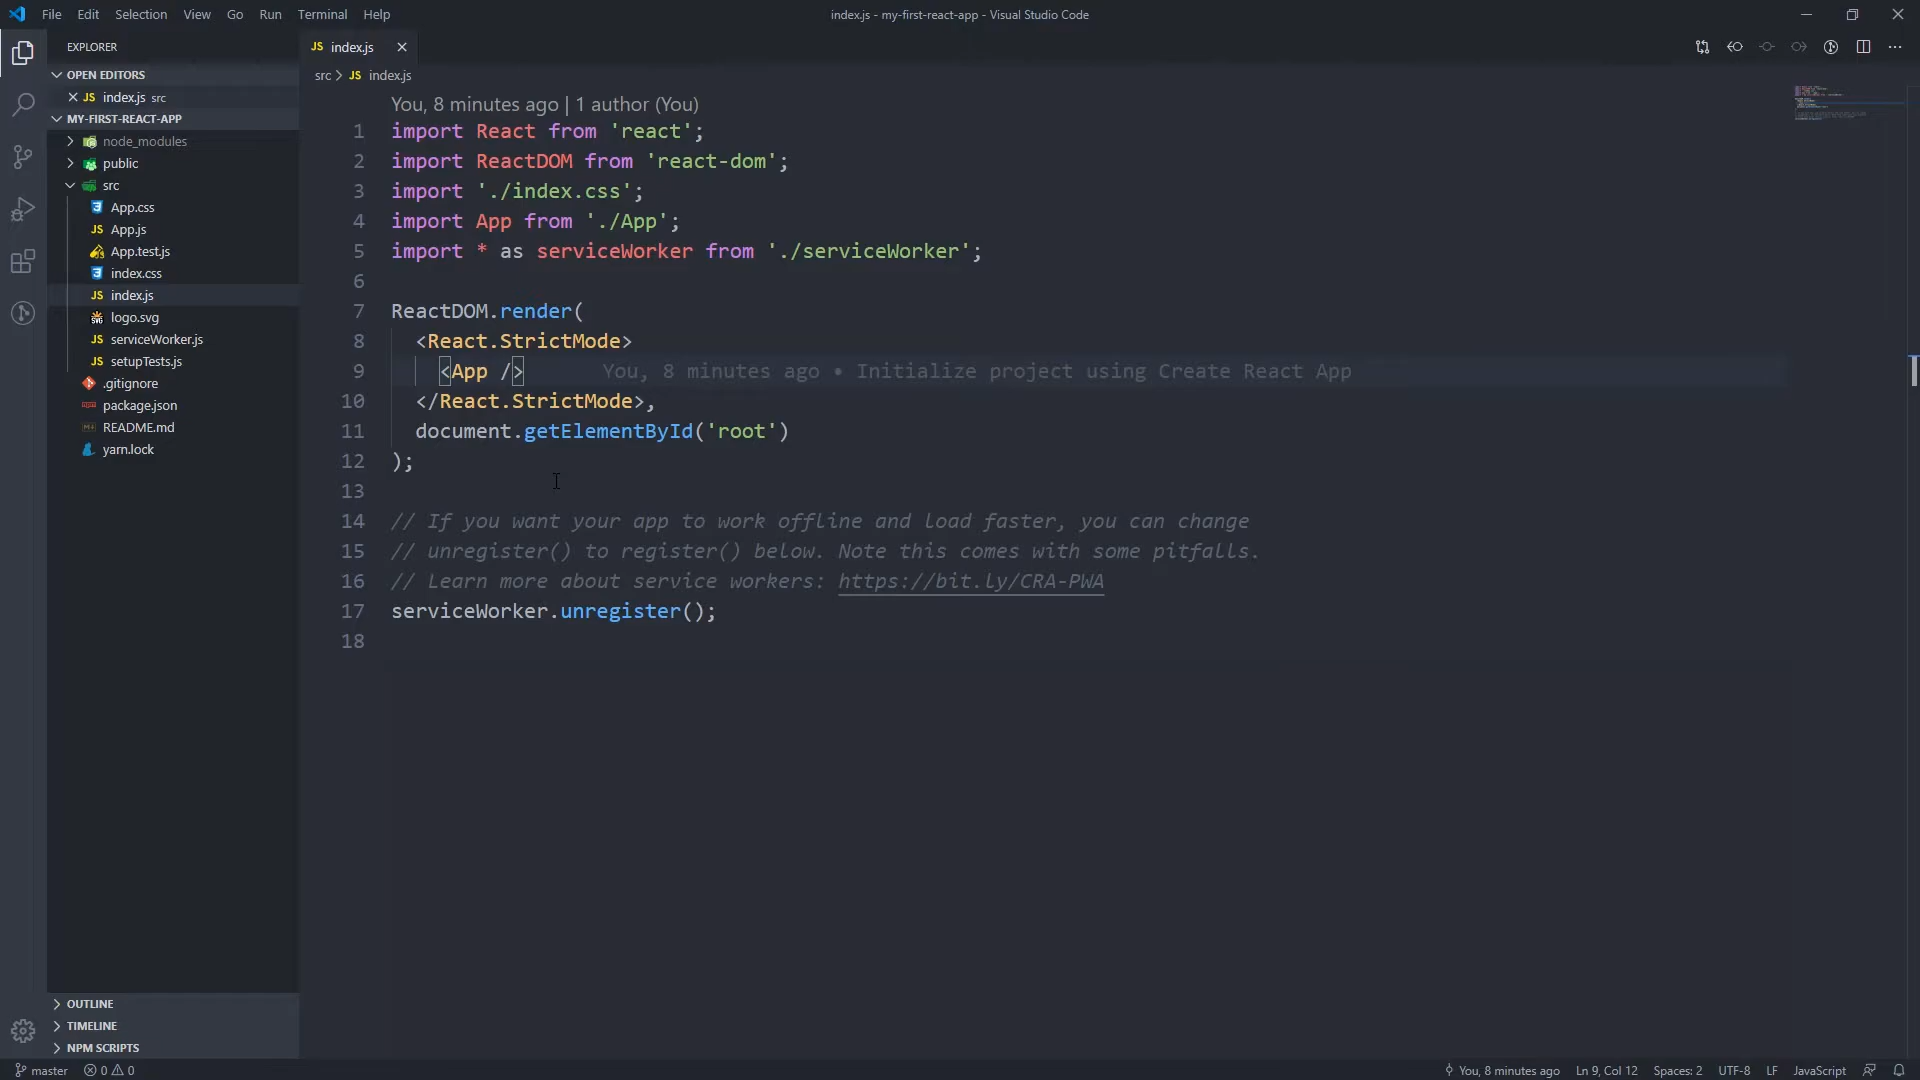 File Edit Selection View Go Run Terminal Help
index.js - my-first-react-app - Visual Studio Code
EXPLORER
OPEN EDITORS
JS index.js src
MY-FIRST-REACT-APP
node_modules
public
src
App.css
JS App.js
App.test.js
index.css
JS index.js
logo.svg
JS serviceWorker.js
JS setupTests.js
.gitignore
package.json
README.md
yarn.lock
OUTLINE
TIMELINE
NPM SCRIPTS
JS index.js
src > JS index.js
You, 8 minutes ago | 1 author (You)
1 import React from 'react';
2 import ReactDOM from 'react-dom';
3 import './index.css';
4 import App from './App';
5 import * as serviceWorker from './serviceWorker';
6
7 ReactDOM.render(
8 <React.StrictMode>
9 <App /> You, 8 minutes ago • Initialize project using Create React App
10 </React.StrictMode>,
11 document.getElementById('root')
12 );
13
14 // If you want your app to work offline and load faster, you can change
15 // unregister() to register() below. Note this comes with some pitfalls.
16 // Learn more about service workers: https://bit.ly/CRA-PWA
17 serviceWorker.unregister();
18
master 0 0 You, 8 minutes ago Ln 9, Col 12 Spaces: 2 UTF-8 LF JavaScript